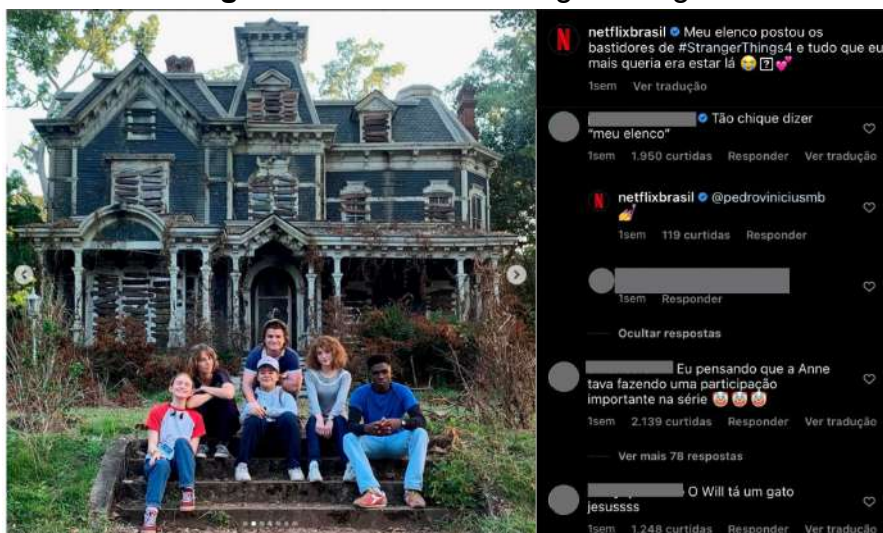 netflixbrasil Meu elenco postou os
bastidores de #StrangerThings4 e tudo que eu
mais queria era estar lá 😭 ⍰ 💕
1sem Ver tradução
Tão chique dizer
"meu elenco"
1sem 1.950 curtidas Responder Ver tradução
netflixbrasil @pedroviniciusmb
💅
1sem 119 curtidas Responder
1sem Responder
Ocultar respostas
Eu pensando que a Anne
tava fazendo uma participação
importante na série 🤡🤡🤡
1sem 2.139 curtidas Responder Ver tradução
Ver mais 78 respostas
O Will tá um gato
jesussss
1sem 1.248 curtidas Responder Ver tradução